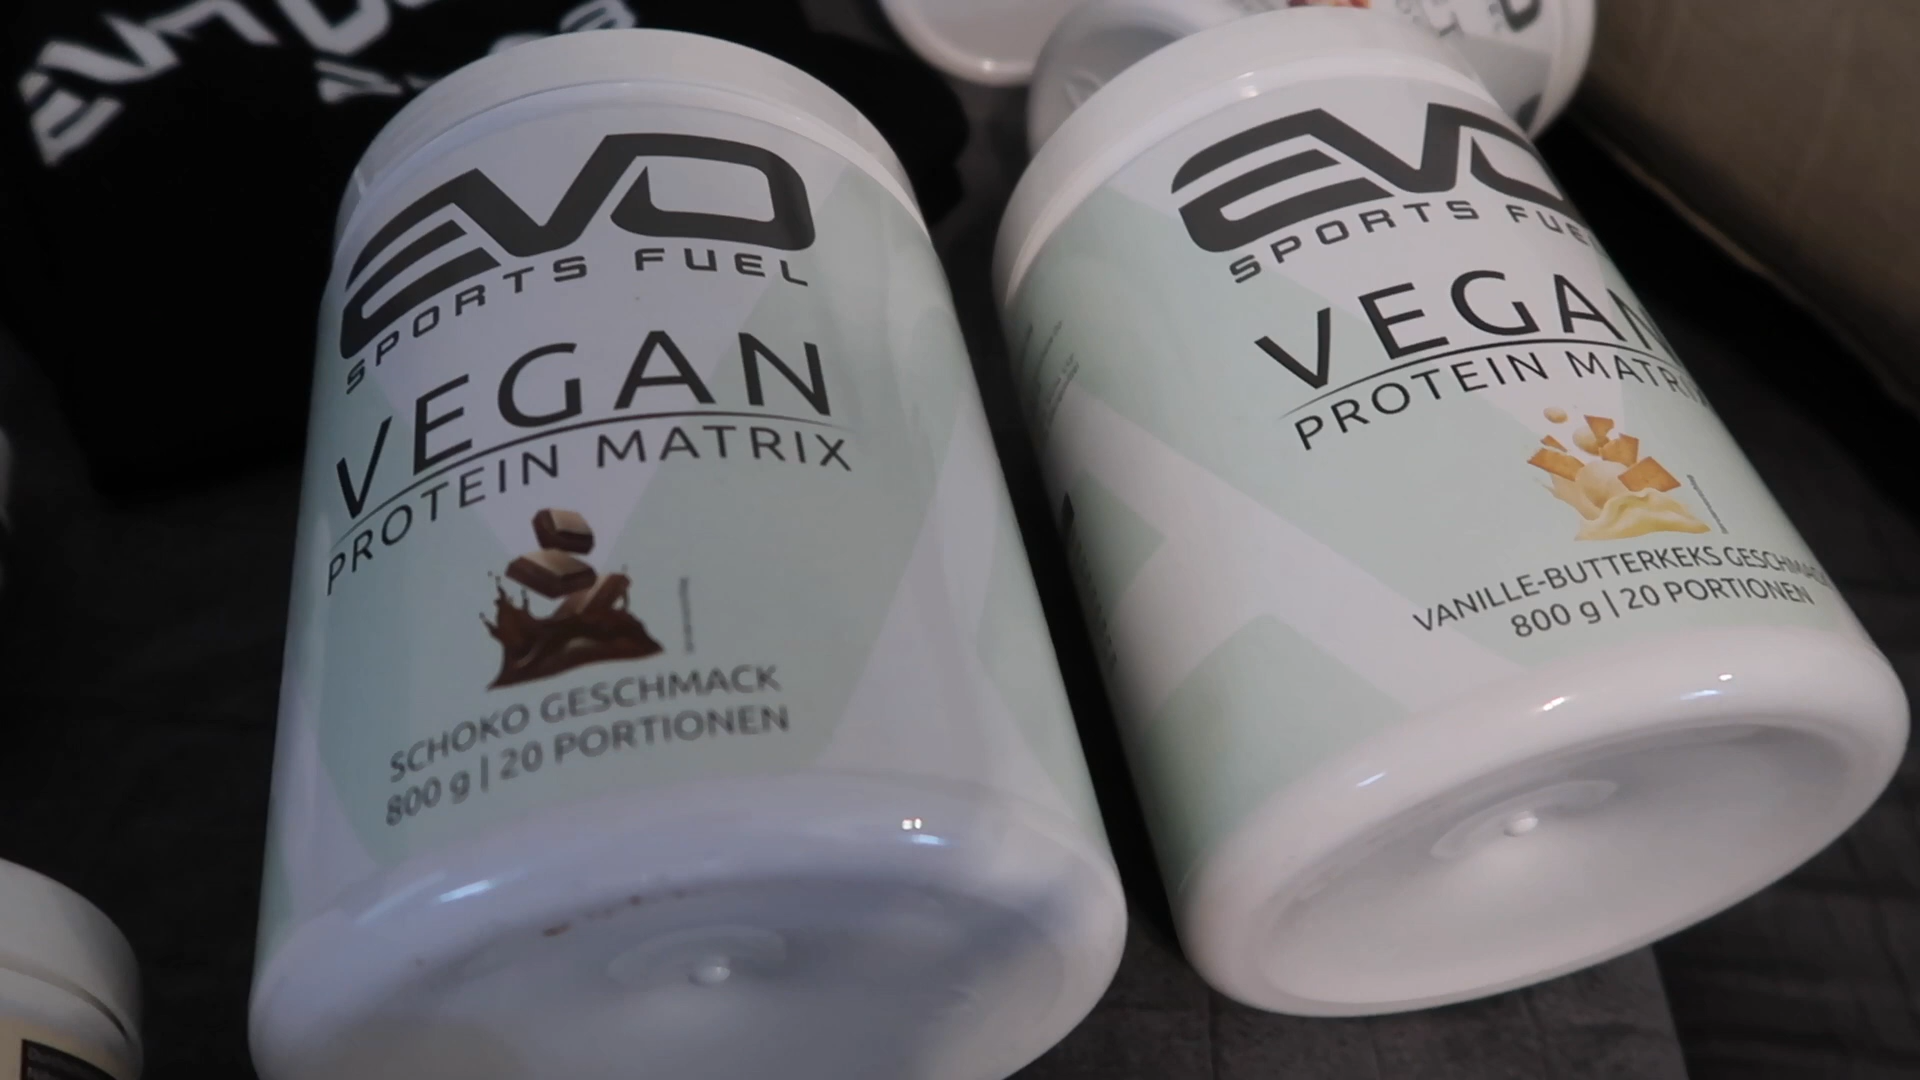 EVO
SPORTS FUEL
VEGAN
PROTEIN MATRIX
SCHOKO GESCHMACK
800 g | 20 PORTIONEN
EVO
SPORTS FUEL
VEGAN
PROTEIN MATRIX
VANILLE-BUTTERKEKS GESCHMACK
800 g | 20 PORTIONEN